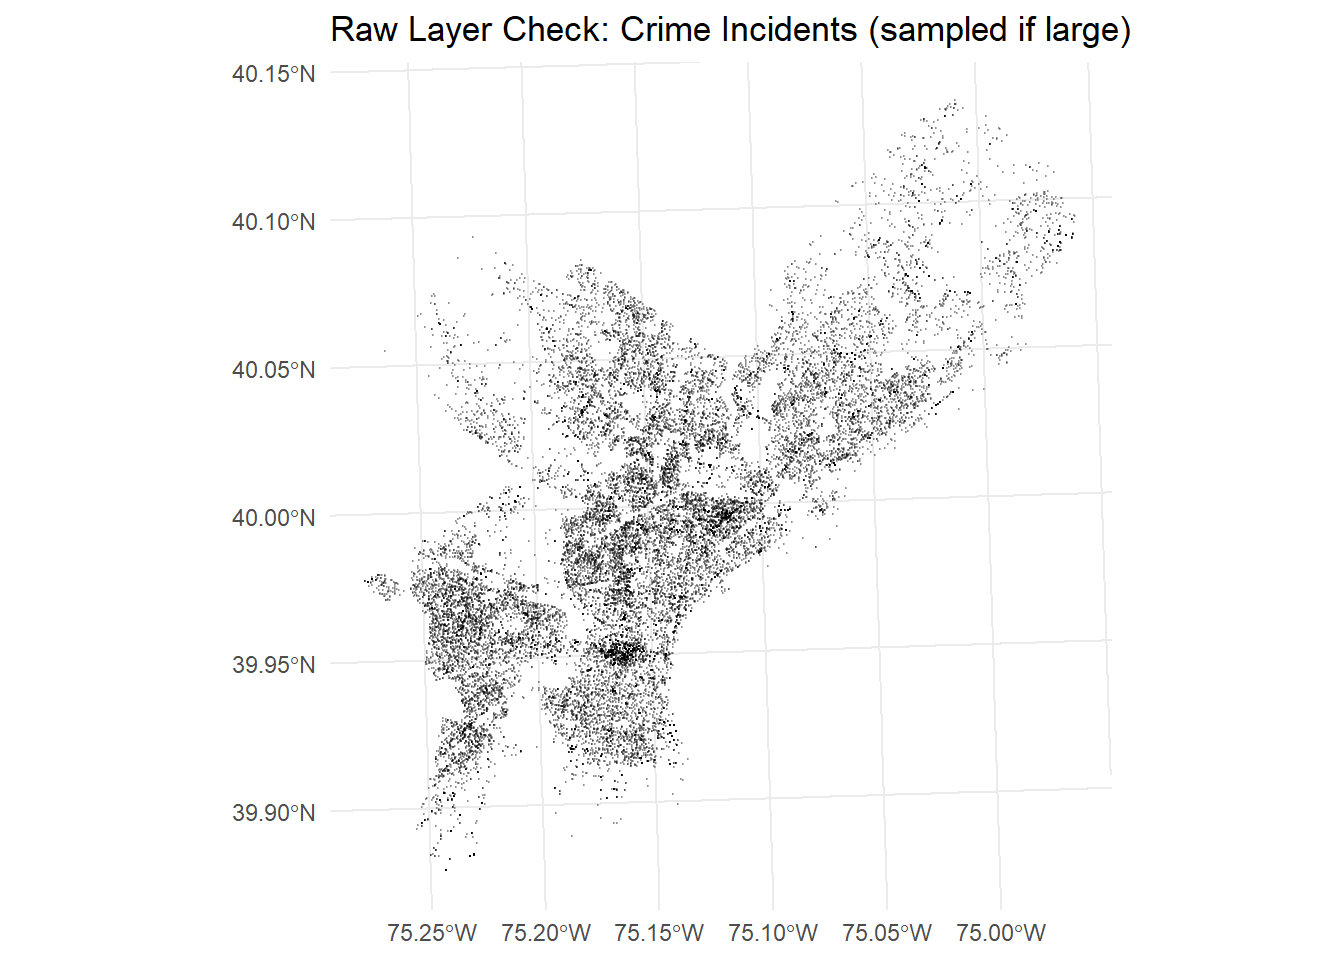 Raw Layer Check: Crime Incidents (sampled if large)
40.15°N
40.10°N
40.05°N
40.00°N
39.95°N
39.90°N
75.25°W 75.20°W 75.15°W 75.10°W 75.05°W 75.00°W